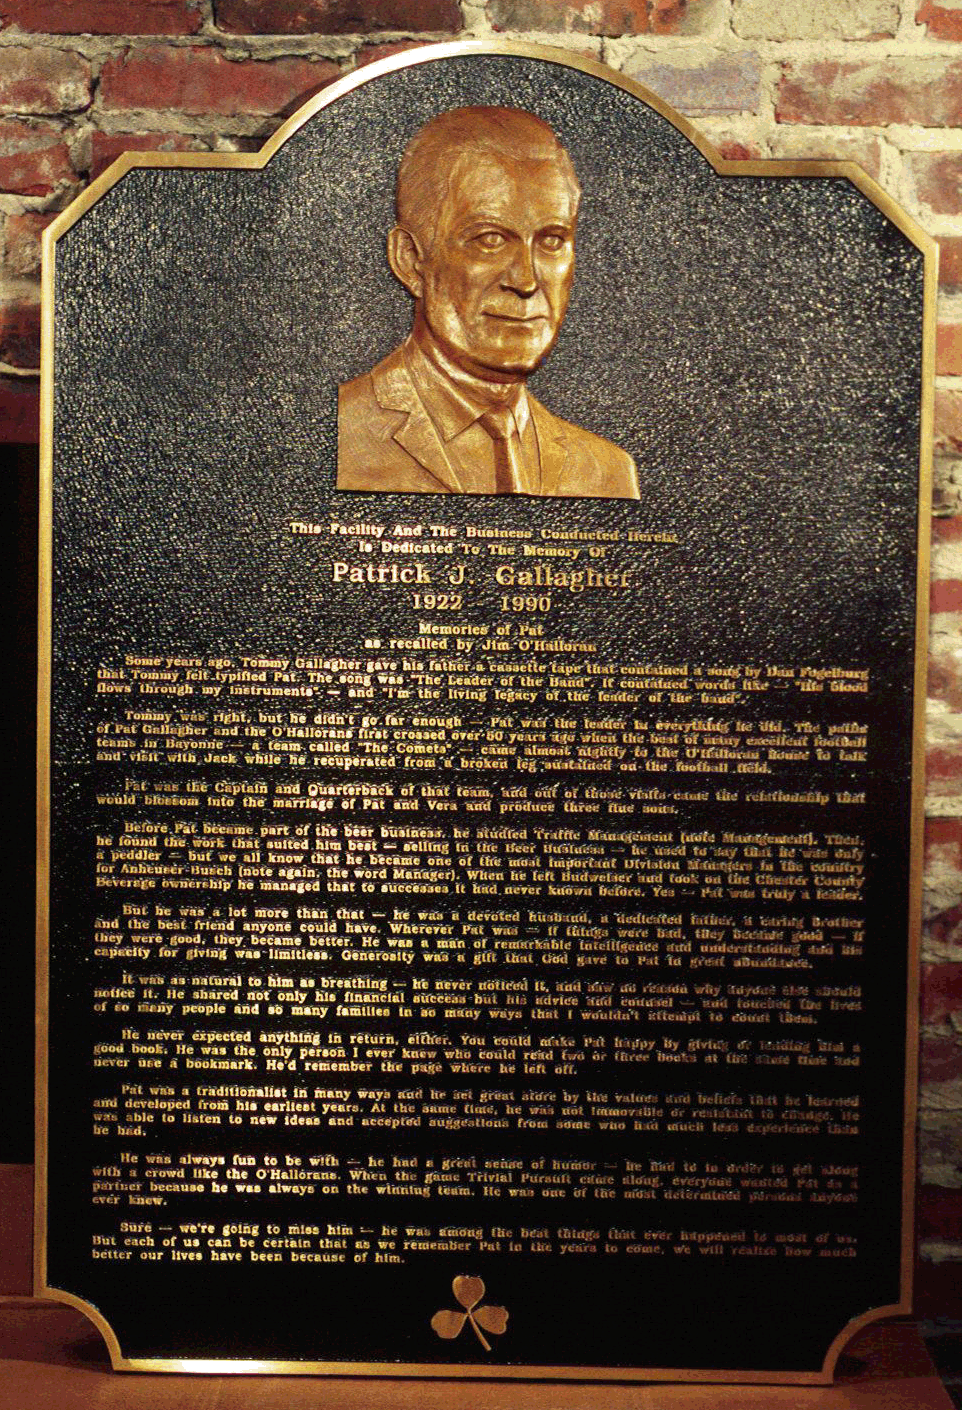 This Facility And The Business Conducted Herein
Is Dedicated To The Memory Of
Patrick J. Gallagher
1922 1990
Memories of Pat
as recalled by Jim O'Halloran
Some years ago, Tommy Gallagher gave his father a cassette tape that contained a song by Dan Fogelburg
that Tommy felt typified Pat. The song was "The Leader of the Band". It contained words like — "His blood
flows through my instruments" — and "I'm the living legacy of the leader of the band".
Tommy was right, but he didn't go far enough — Pat was the leader in everything he did. The paths
of Pat Gallagher and the O'Hallorans first crossed over 50 years ago when the best of many excellent football
teams in Bayonne — a team called "The Comets" — came almost nightly to the O'Halloran House to talk
and visit with Jack while he recuperated from a broken leg sustained on the football field.
Pat was the Captain and Quarterback of that team, and out of those visits came the relationship that
would blossom into the marriage of Pat and Vera and produce three fine sons.
Before Pat became part of the beer business, he studied Traffic Management (note Management). Then,
he found the work that suited him best — selling in the Beer Business — he used to say that he was only
a peddler — but we all know that he became one of the most important Division Managers in the country
for Anheuser Busch (note again, the word Manager). When he left Budweiser and took on the Chester County
Beverage ownership he managed that to successes it had never known before. Yes — Pat was truly a leader.
But he was a lot more than that — he was a devoted husband, a dedicated father, a caring Brother
and the best friend anyone could have. Wherever Pat was — if things were bad, they became good — if
they were good, they became better. He was a man of remarkable intelligence and understanding and his
capacity for giving was limitless. Generosity was a gift that God gave to Pat in great abundance.
It was as natural to him as breathing — he never noticed it, and saw no reason why anyone else should
notice it. He shared not only his financial success but his advice and counsel — and touched the lives
of so many people and so many families in so many ways that I wouldn't attempt to count them.
He never expected anything in return, either. You could make Pat happy by giving or lending him a
good book. He was the only person I ever knew who could read two or three books at the same time and
never use a bookmark. He'd remember the page where he left off.
Pat was a traditionalist in many ways and he set great store by the values and beliefs that he learned
and developed from his earliest years. At the same time, he was not immovable or resistant to change. He
was able to listen to new ideas and accepted suggestions from some who had much less experience than
he had.
He was always fun to be with — he had a great sense of humor — he had to in order to get along
with a crowd like the O'Hallorans. When the game Trivial Pursuit came along, everyone wanted Pat as a
partner because he was always on the winning team. He was one of the most determined persons anyone
ever knew.
Sure — we're going to miss him — he was among the best things that ever happened to most of us.
But each of us can be certain that as we remember Pat in the years to come, we will realize how much
better our lives have been because of him.